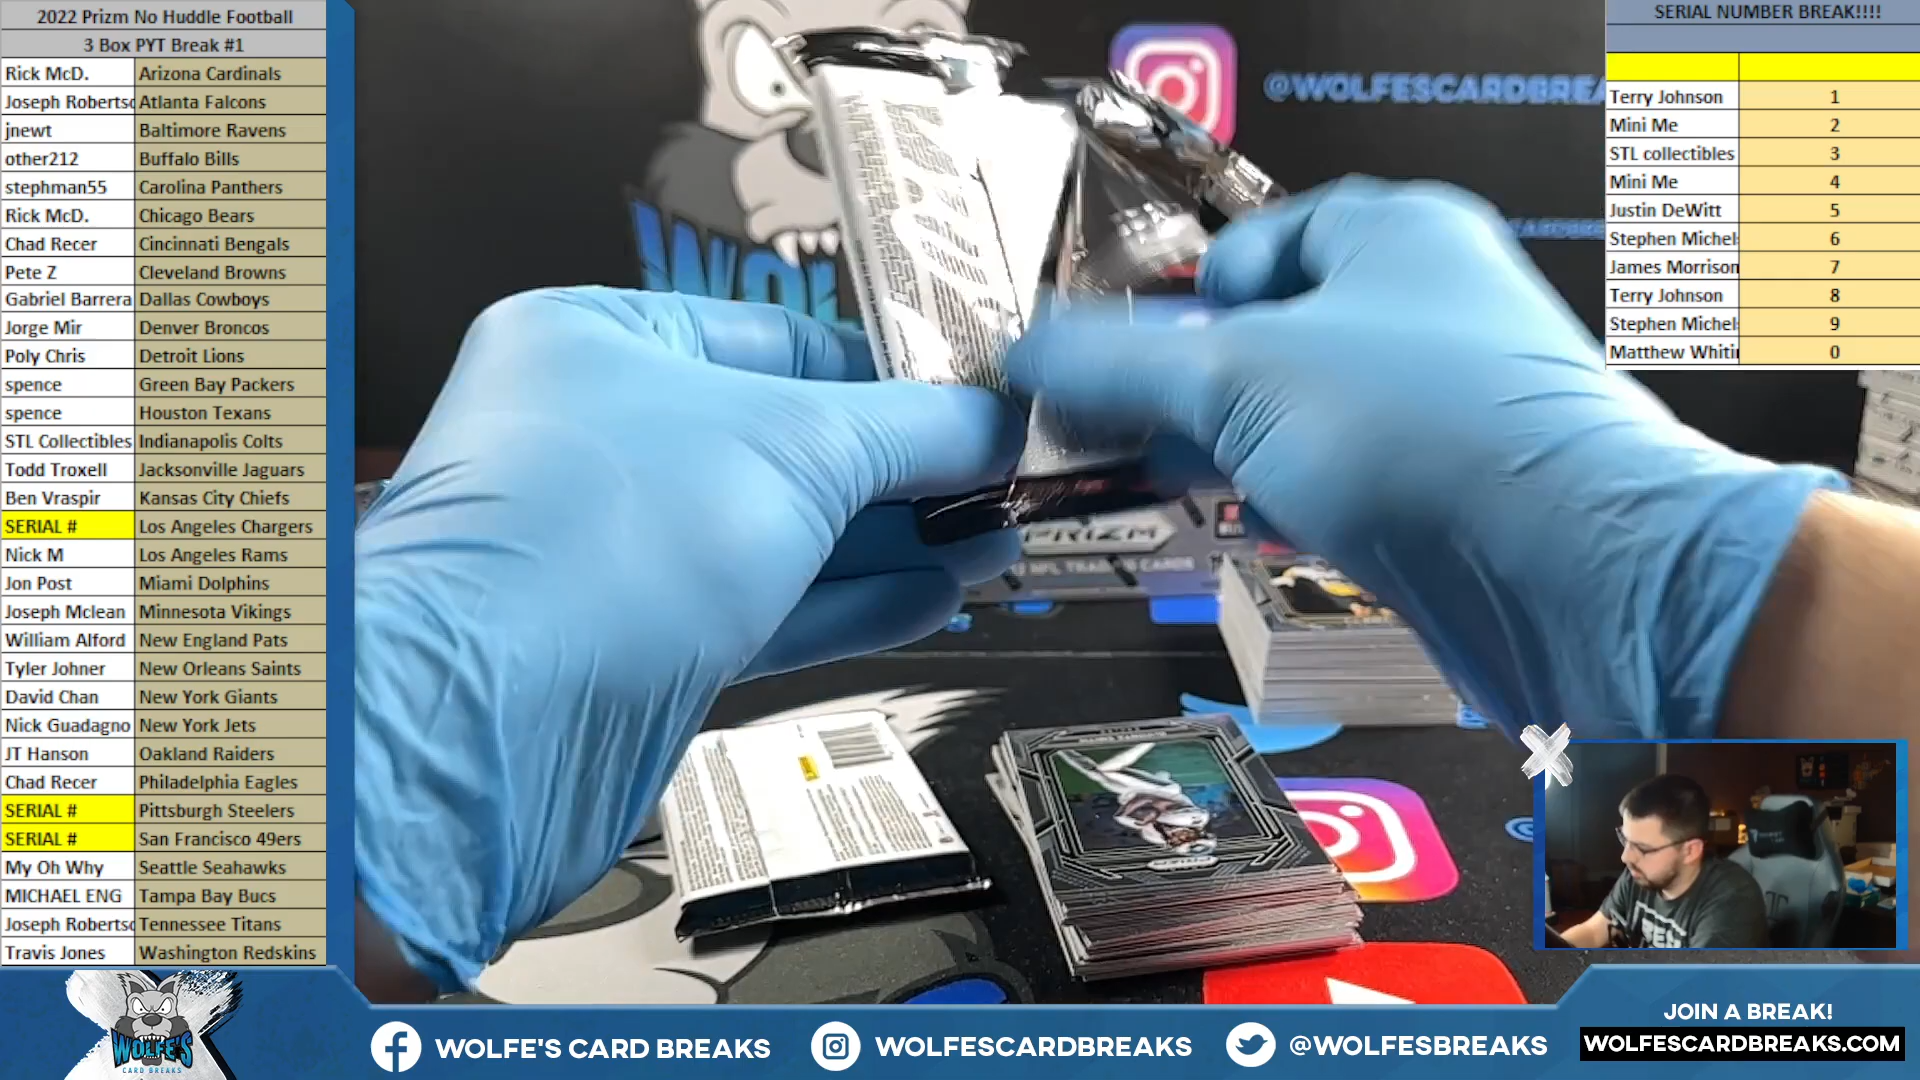 2022 Prizm No Huddle Football
3 Box PYT Break #1
Rick McD. Arizona Cardinals
Joseph Robertso Atlanta Falcons
jnewt Baltimore Ravens
other212 Buffalo Bills
stephman55 Carolina Panthers
Rick McD. Chicago Bears
Chad Recer Cincinnati Bengals
Pete Z Cleveland Browns
Gabriel Barrera Dallas Cowboys
Jorge Mir Denver Broncos
Poly Chris Detroit Lions
spence Green Bay Packers
spence Houston Texans
STL Collectibles Indianapolis Colts
Todd Troxell Jacksonville Jaguars
Ben Vraspir Kansas City Chiefs
SERIAL # Los Angeles Chargers
Nick M Los Angeles Rams
Jon Post Miami Dolphins
Joseph Mclean Minnesota Vikings
William Alford New England Pats
Tyler Johner New Orleans Saints
David Chan New York Giants
Nick Guadagno New York Jets
JT Hanson Oakland Raiders
Chad Recer Philadelphia Eagles
SERIAL # Pittsburgh Steelers
SERIAL # San Francisco 49ers
My Oh Why Seattle Seahawks
MICHAEL ENG Tampa Bay Bucs
Joseph Robertso Tennessee Titans
Travis Jones Washington Redskins
SERIAL NUMBER BREAK!!!!
Terry Johnson 1
Mini Me 2
STL collectibles 3
Mini Me 4
Justin DeWitt 5
Stephen Michel 6
James Morrison 7
Terry Johnson 8
Stephen Michel 9
Matthew Whiti 0
@WOLFESCARDBREA
WOL
PRIZM
NFL TRADING CARDS
WOLFE'S
CARD BREAKS
WOLFE'S CARD BREAKS
WOLFESCARDBREAKS
@WOLFESBREAKS
JOIN A BREAK!
WOLFESCARDBREAKS.COM